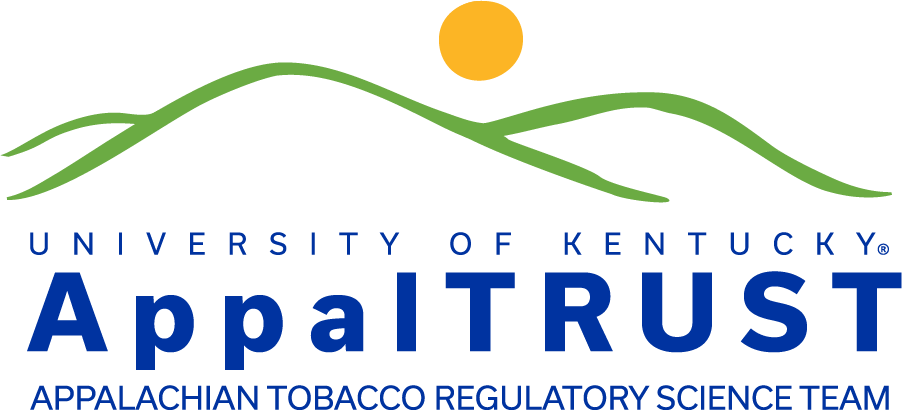 UNIVERSITY OF KENTUCKY®
AppalTRUST
APPALACHIAN TOBACCO REGULATORY SCIENCE TEAM